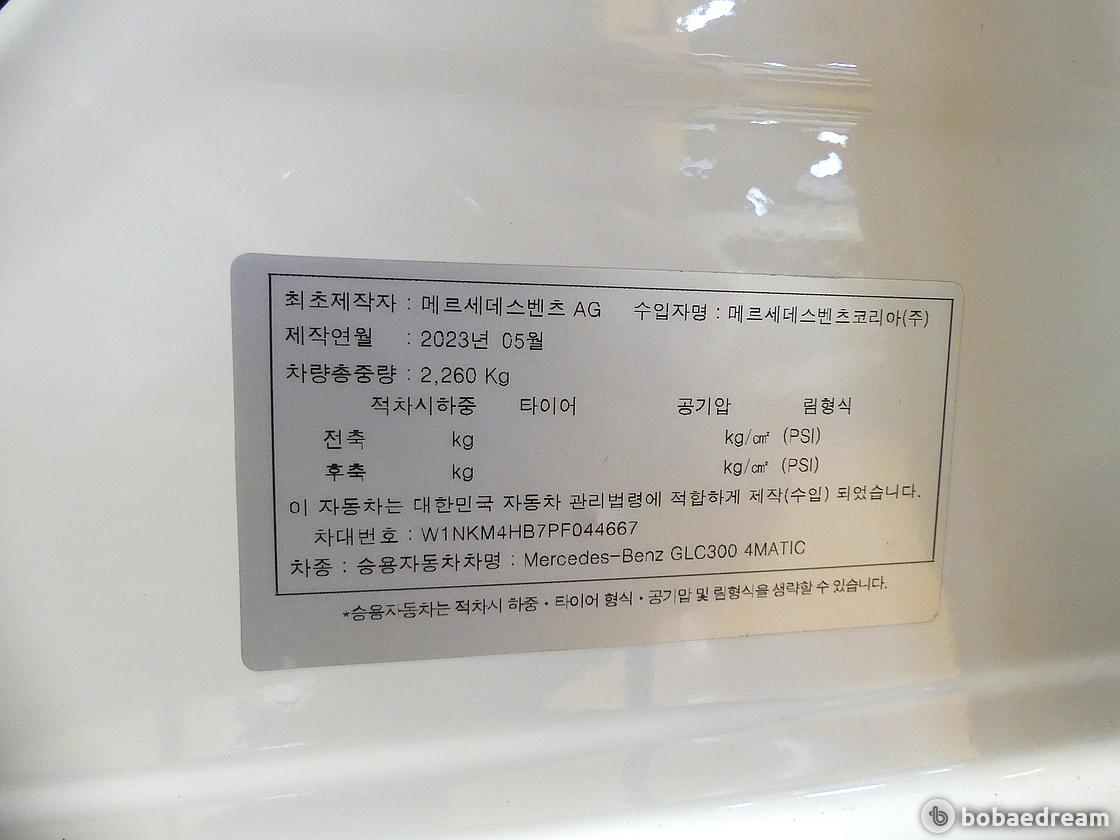 최초제작자 : 메르세데스벤츠 AG 수입자명 : 메르세데스벤츠코리아(주)
제작연월 : 2023년 05월
차량총중량 : 2,260 Kg
적차시하중 타이어 공기압 림형식
전축 kg kg/㎠ (PSI)
후축 kg kg/㎠ (PSI)
이 자동차는 대한민국 자동차 관리법령에 적합하게 제작(수입) 되었습니다.
차대번호 : W1NKM4HB7PF044667
차종 : 승용자동차차명 : Mercedes-Benz GLC300 4MATIC
*승용자동차는 적차시 하중·타이어 형식·공기압 및 림형식을 생략할 수 있습니다.
bobaedream